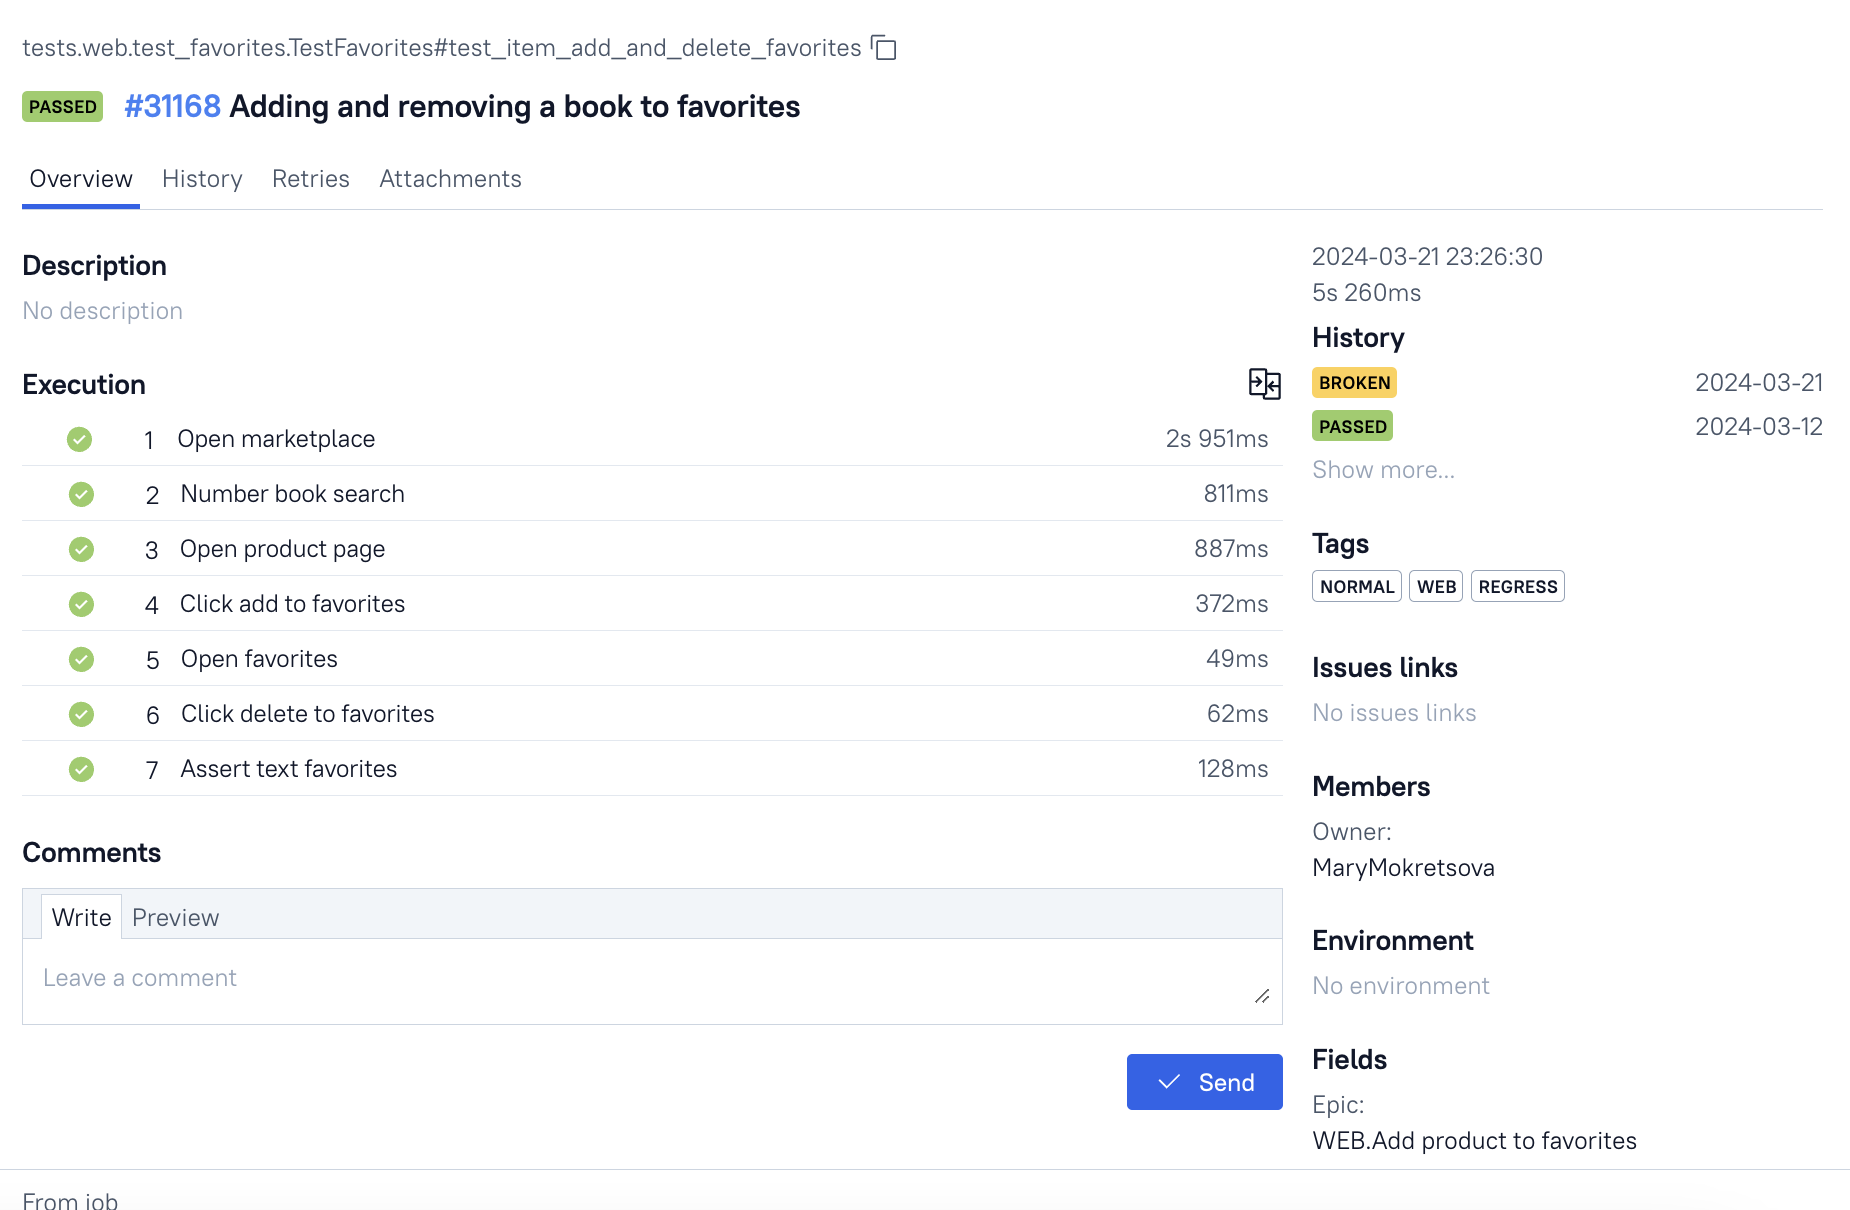 tests.web.test_favorites.TestFavorites#test_item_add_and_delete_favorites
PASSED #31168 Adding and removing a book to favorites
Overview History Retries Attachments
Description
No description
Execution
1 Open marketplace 2s 951ms
2 Number book search 811ms
3 Open product page 887ms
4 Click add to favorites 372ms
5 Open favorites 49ms
6 Click delete to favorites 62ms
7 Assert text favorites 128ms
Comments
Write Preview
Leave a comment
Send
2024-03-21 23:26:30
5s 260ms
History
BROKEN 2024-03-21
PASSED 2024-03-12
Show more...
Tags
NORMAL WEB REGRESS
Issues links
No issues links
Members
Owner:
MaryMokretsova
Environment
No environment
Fields
Epic:
WEB.Add product to favorites
From job